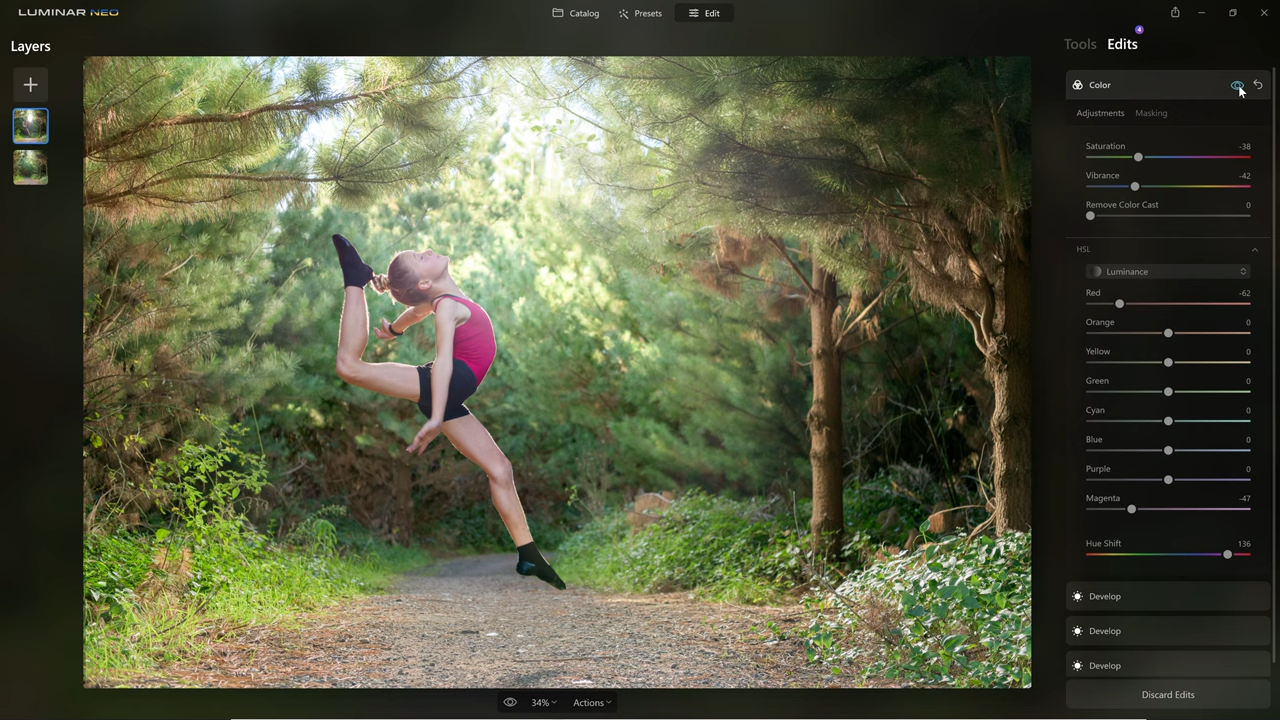 LUMINAR NEO
Catalog
Presets
Edit
Layers
Tools
Edits
4
Color
Adjustments
Masking
Saturation -38
Vibrance -42
Remove Color Cast 0
HSL
Luminance
Red -62
Orange 0
Yellow 0
Green 0
Cyan 0
Blue 0
Purple 0
Magenta -47
Hue Shift 136
Develop
Develop
Develop
Discard Edits
34%
Actions